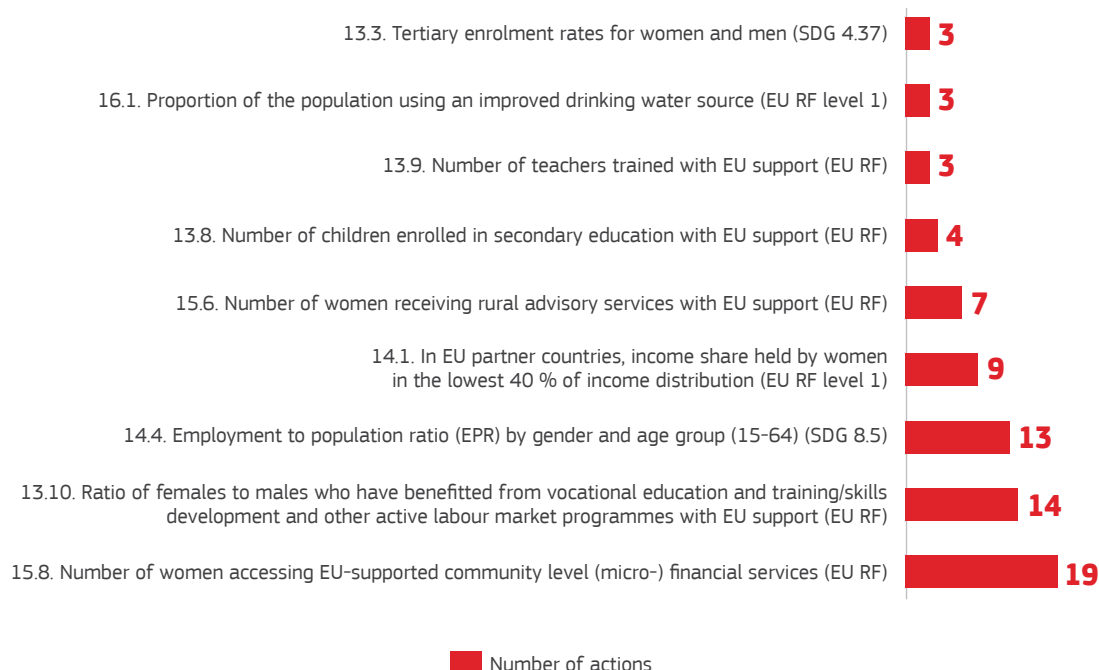 13.3. Tertiary enrolment rates for women and men (SDG 4.37) 3
16.1. Proportion of the population using an improved drinking water source (EU RF level 1) 3
13.9. Number of teachers trained with EU support (EU RF) 3
13.8. Number of children enrolled in secondary education with EU support (EU RF) 4
15.6. Number of women receiving rural advisory services with EU support (EU RF) 7
14.1. In EU partner countries, income share held by women
in the lowest 40 % of income distribution (EU RF level 1) 9
14.4. Employment to population ratio (EPR) by gender and age group (15-64) (SDG 8.5) 13
13.10. Ratio of females to males who have benefitted from vocational education and training/skills
development and other active labour market programmes with EU support (EU RF) 14
15.8. Number of women accessing EU-supported community level (micro-) financial services (EU RF) 19
Number of actions